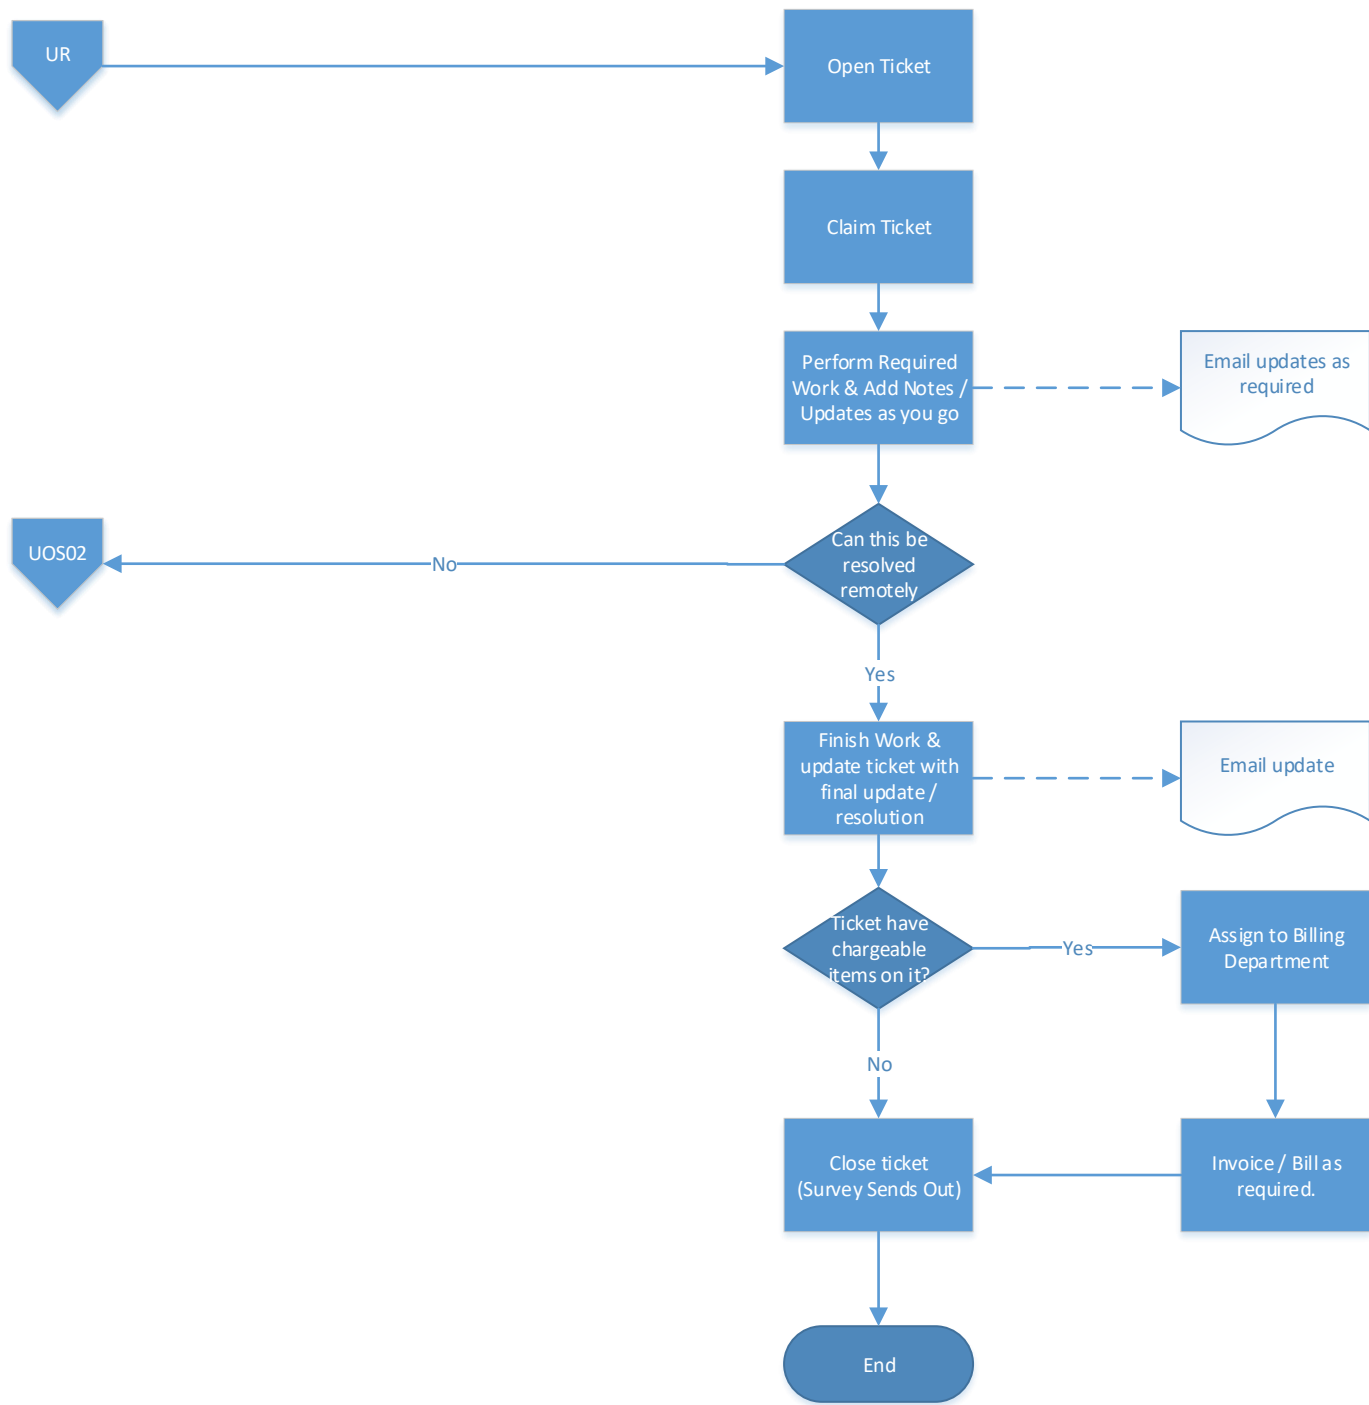 UR
Open Ticket
Claim Ticket
Perform Required
Work & Add Notes /
Updates as you go
Email updates as
required
UOS02
No
Can this be
resolved
remotely
Yes
Finish Work &
update ticket with
final update /
resolution
Email update
Ticket have
chargeable
items on it?
Yes
Assign to Billing
Department
No
Close ticket
(Survey Sends Out)
Invoice / Bill as
required.
End